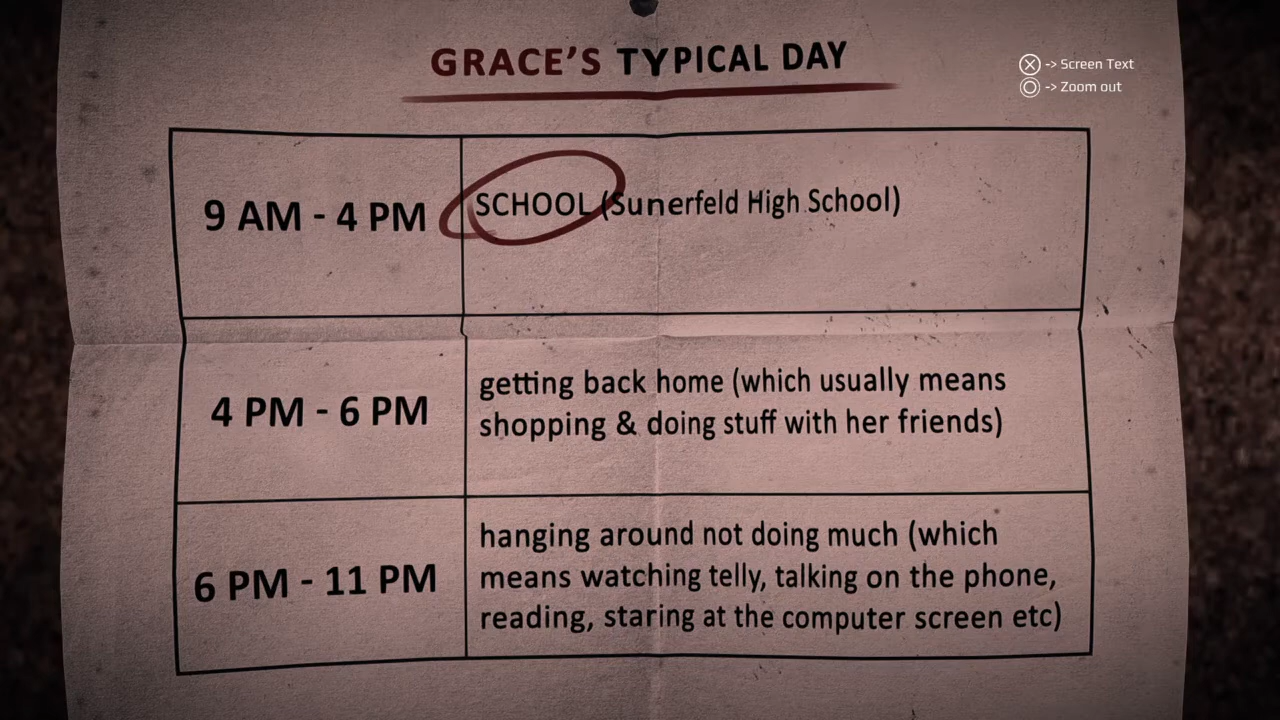 GRACE'S TYPICAL DAY
Ⓧ -> Screen Text
◯ -> Zoom out
9 AM - 4 PM
SCHOOL (Sunerfeld High School)
4 PM - 6 PM
getting back home (which usually means
shopping & doing stuff with her friends)
6 PM - 11 PM
hanging around not doing much (which
means watching telly, talking on the phone,
reading, staring at the computer screen etc)